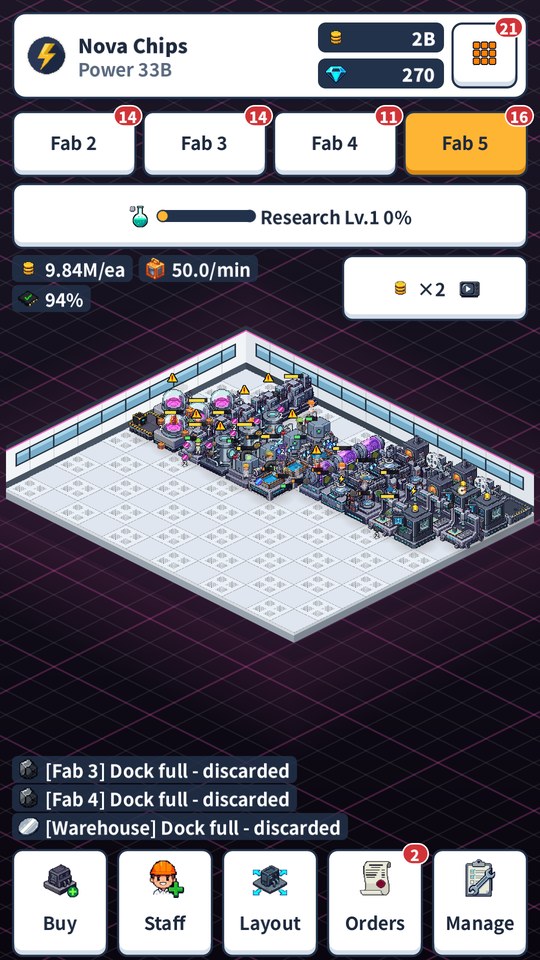 Nova Chips
Power 33B
2B
270
21
Fab 2
14
Fab 3
14
Fab 4
11
Fab 5
16
Research Lv.1 0%
9.84M/ea
50.0/min
94%
×2
[Fab 3] Dock full - discarded
[Fab 4] Dock full - discarded
[Warehouse] Dock full - discarded
Buy
Staff
Layout
Orders
2
Manage